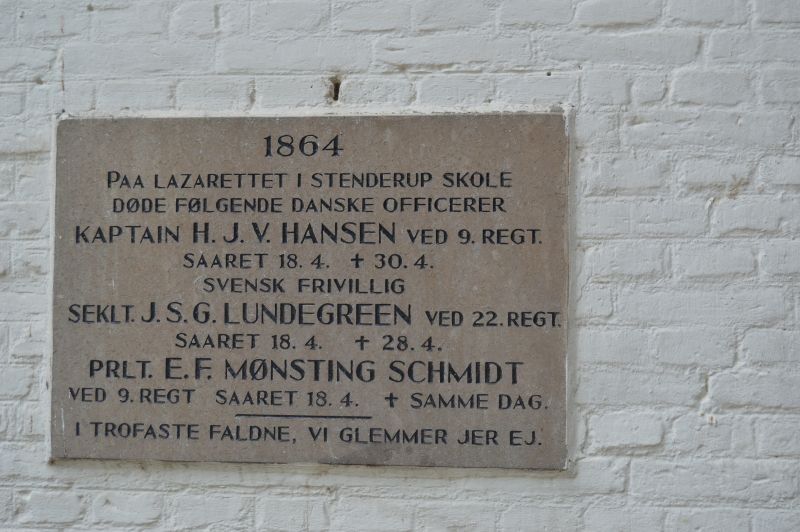 1864
PAA LAZARETTET I STENDERUP SKOLE
DØDE FØLGENDE DANSKE OFFICERER
KAPTAIN H. J. V. HANSEN VED 9. REGT.
SAARET 18. 4. ✝ 30. 4.
SVENSK FRIVILLIG
SEKLT. J. S. G. LUNDEGREEN VED 22. REGT.
SAARET 18. 4. ✝ 28. 4.
PRLT. E. F. MØNSTING SCHMIDT
VED 9. REGT SAARET 18. 4. ✝ SAMME DAG.
I TROFASTE FALDNE, VI GLEMMER JER EJ.